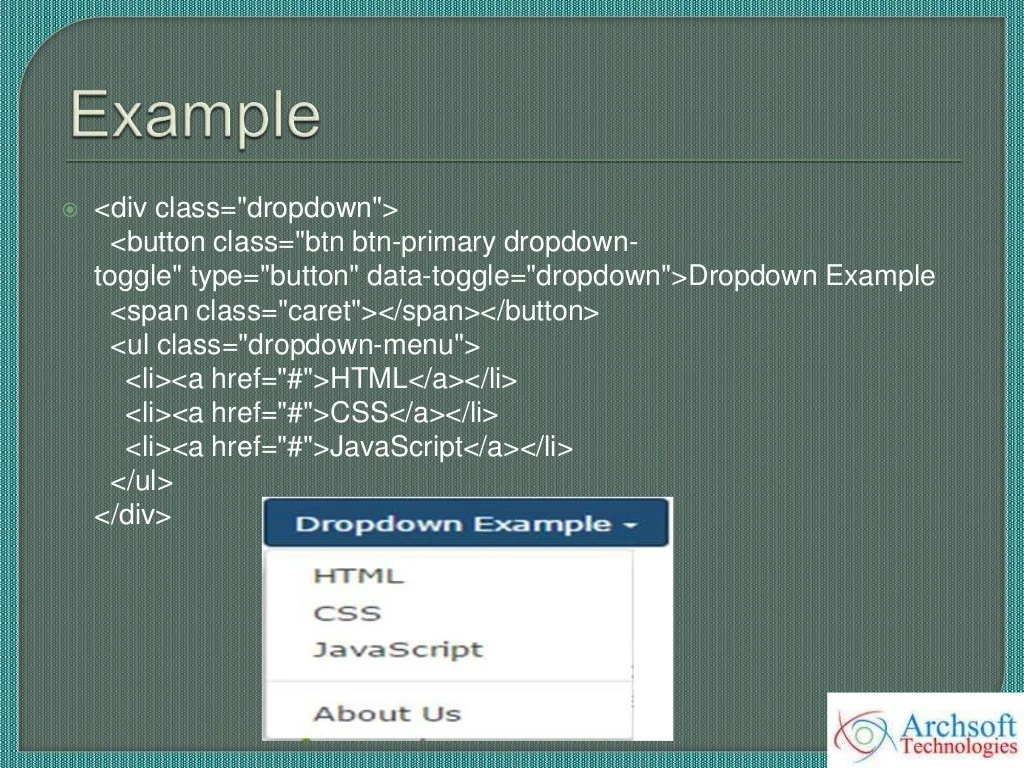 Example
<div class="dropdown">
<button class="btn btn-primary dropdown-
toggle" type="button" data-toggle="dropdown">Dropdown Example
<span class="caret"></span></button>
<ul class="dropdown-menu">
<li><a href="#">HTML</a></li>
<li><a href="#">CSS</a></li>
<li><a href="#">JavaScript</a></li>
</ul>
</div>
Dropdown Example
HTML
CSS
JavaScript
About Us
Archsoft
Technologies